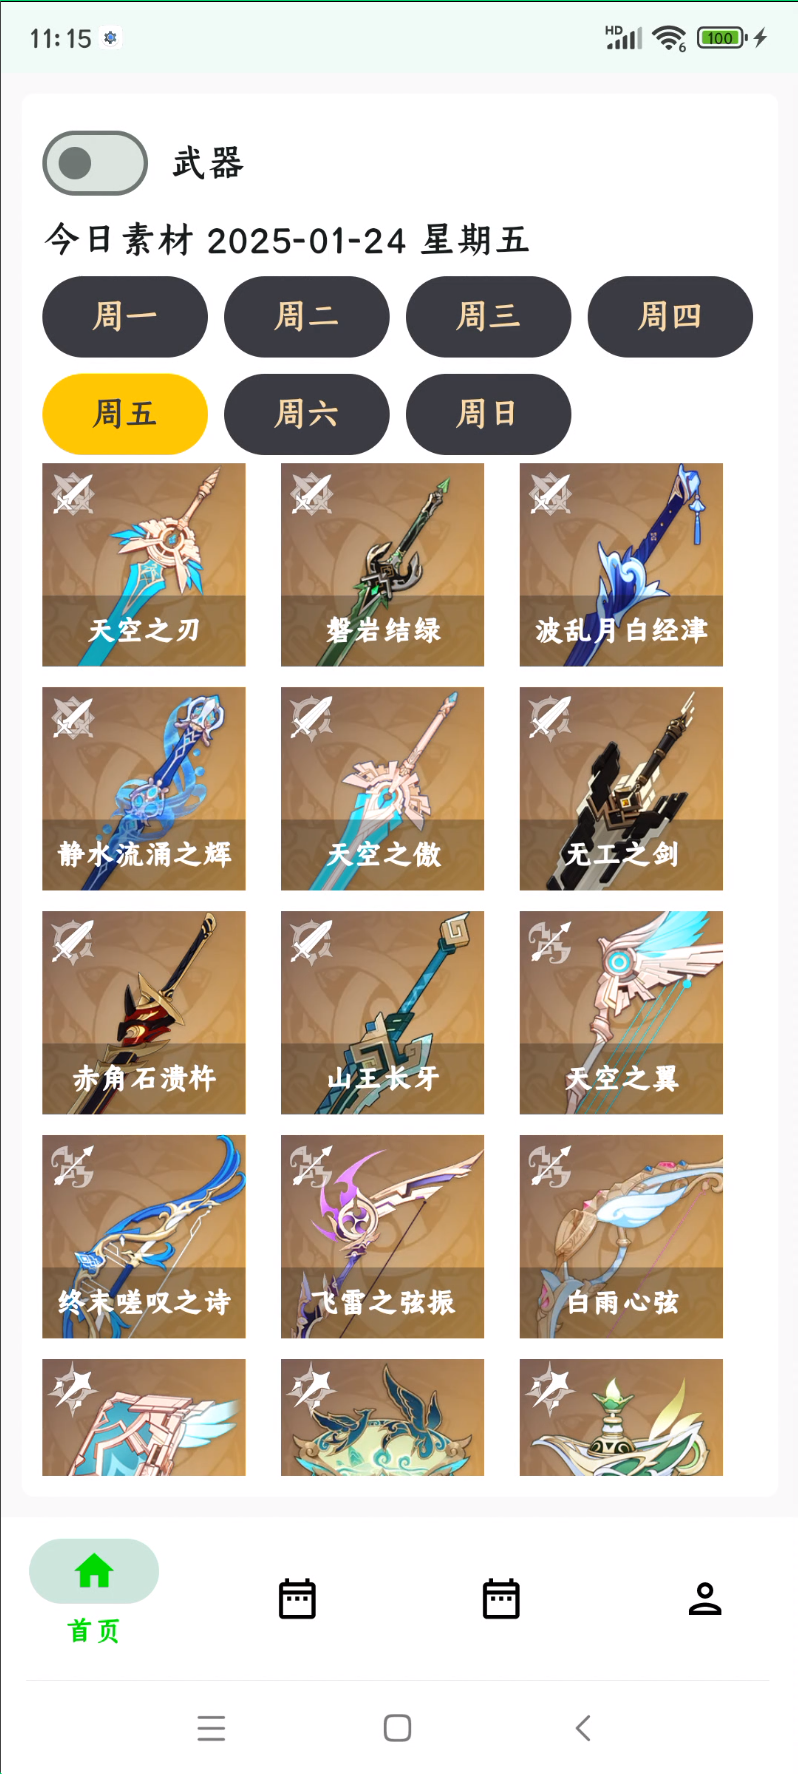 11:15
HD
6
100
武器
今日素材 2025-01-24 星期五
周一 周二 周三 周四
周五 周六 周日
天空之刃 磐岩结绿 波乱月白经津
静水流涌之辉 天空之傲 无工之剑
赤角石溃杵 山王长牙 天空之翼
终末嗟叹之诗 飞雷之弦振 白雨心弦
首页